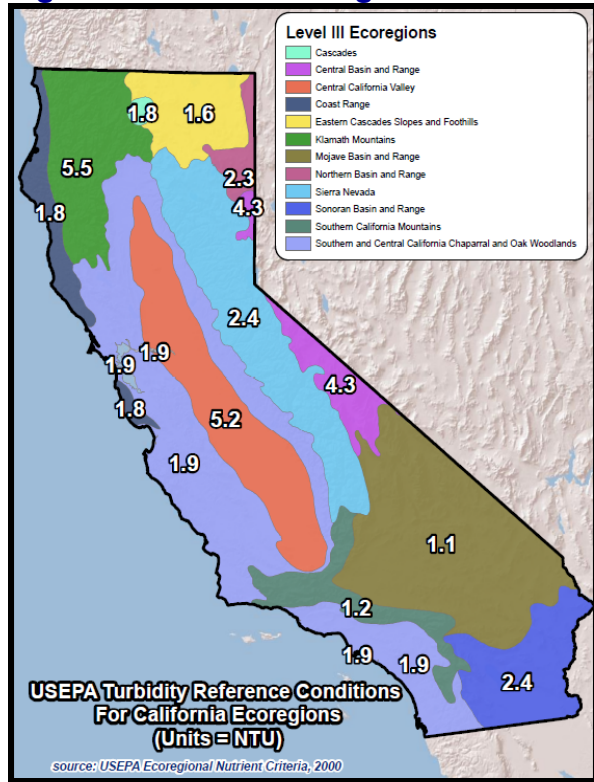 Level III Ecoregions
Cascades
Central Basin and Range
Central California Valley
Coast Range
Eastern Cascades Slopes and Foothills
Klamath Mountains
Mojave Basin and Range
Northern Basin and Range
Sierra Nevada
Sonoran Basin and Range
Southern California Mountains
Southern and Central California Chaparral and Oak Woodlands
1.8
1.6
5.5
2.3
4.3
1.8
2.4
1.9
1.9
4.3
1.8
5.2
1.9
1.1
1.2
1.9
1.9
2.4
USEPA Turbidity Reference Conditions
For California Ecoregions
(Units = NTU)
source: USEPA Ecoregional Nutrient Criteria, 2000